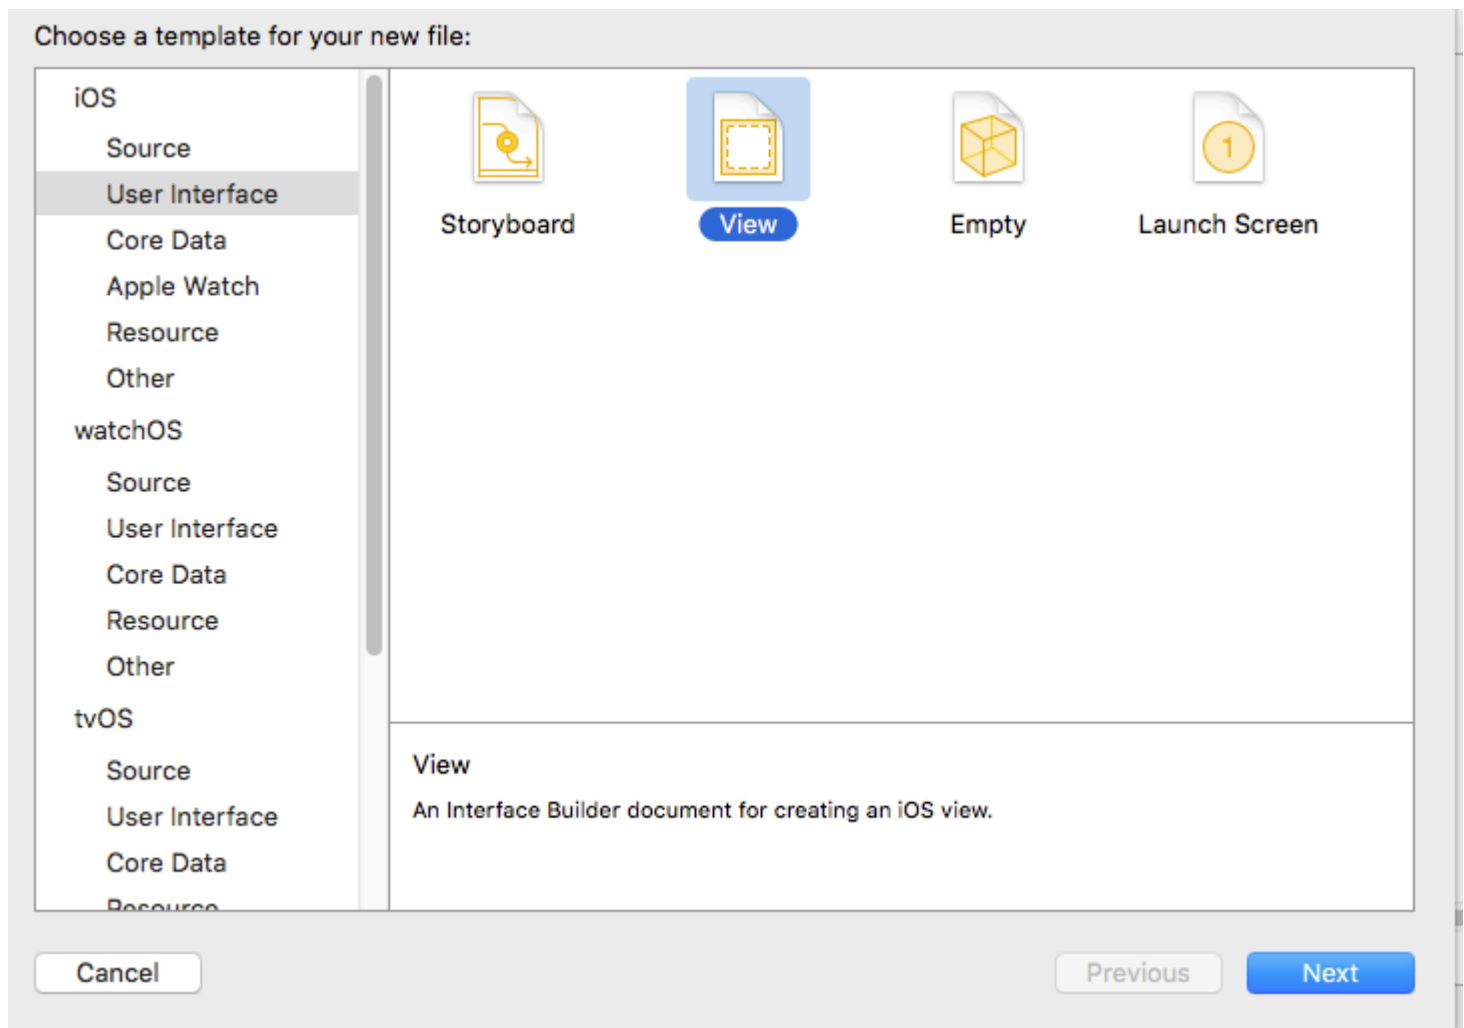 Choose a template for your new file:
iOS
Source
User Interface
Core Data
Apple Watch
Resource
Other
watchOS
Source
User Interface
Core Data
Resource
Other
tvOS
Source
User Interface
Core Data
Resource
Storyboard
View
Empty
1
Launch Screen
View
An Interface Builder document for creating an iOS view.
Cancel
Previous
Next